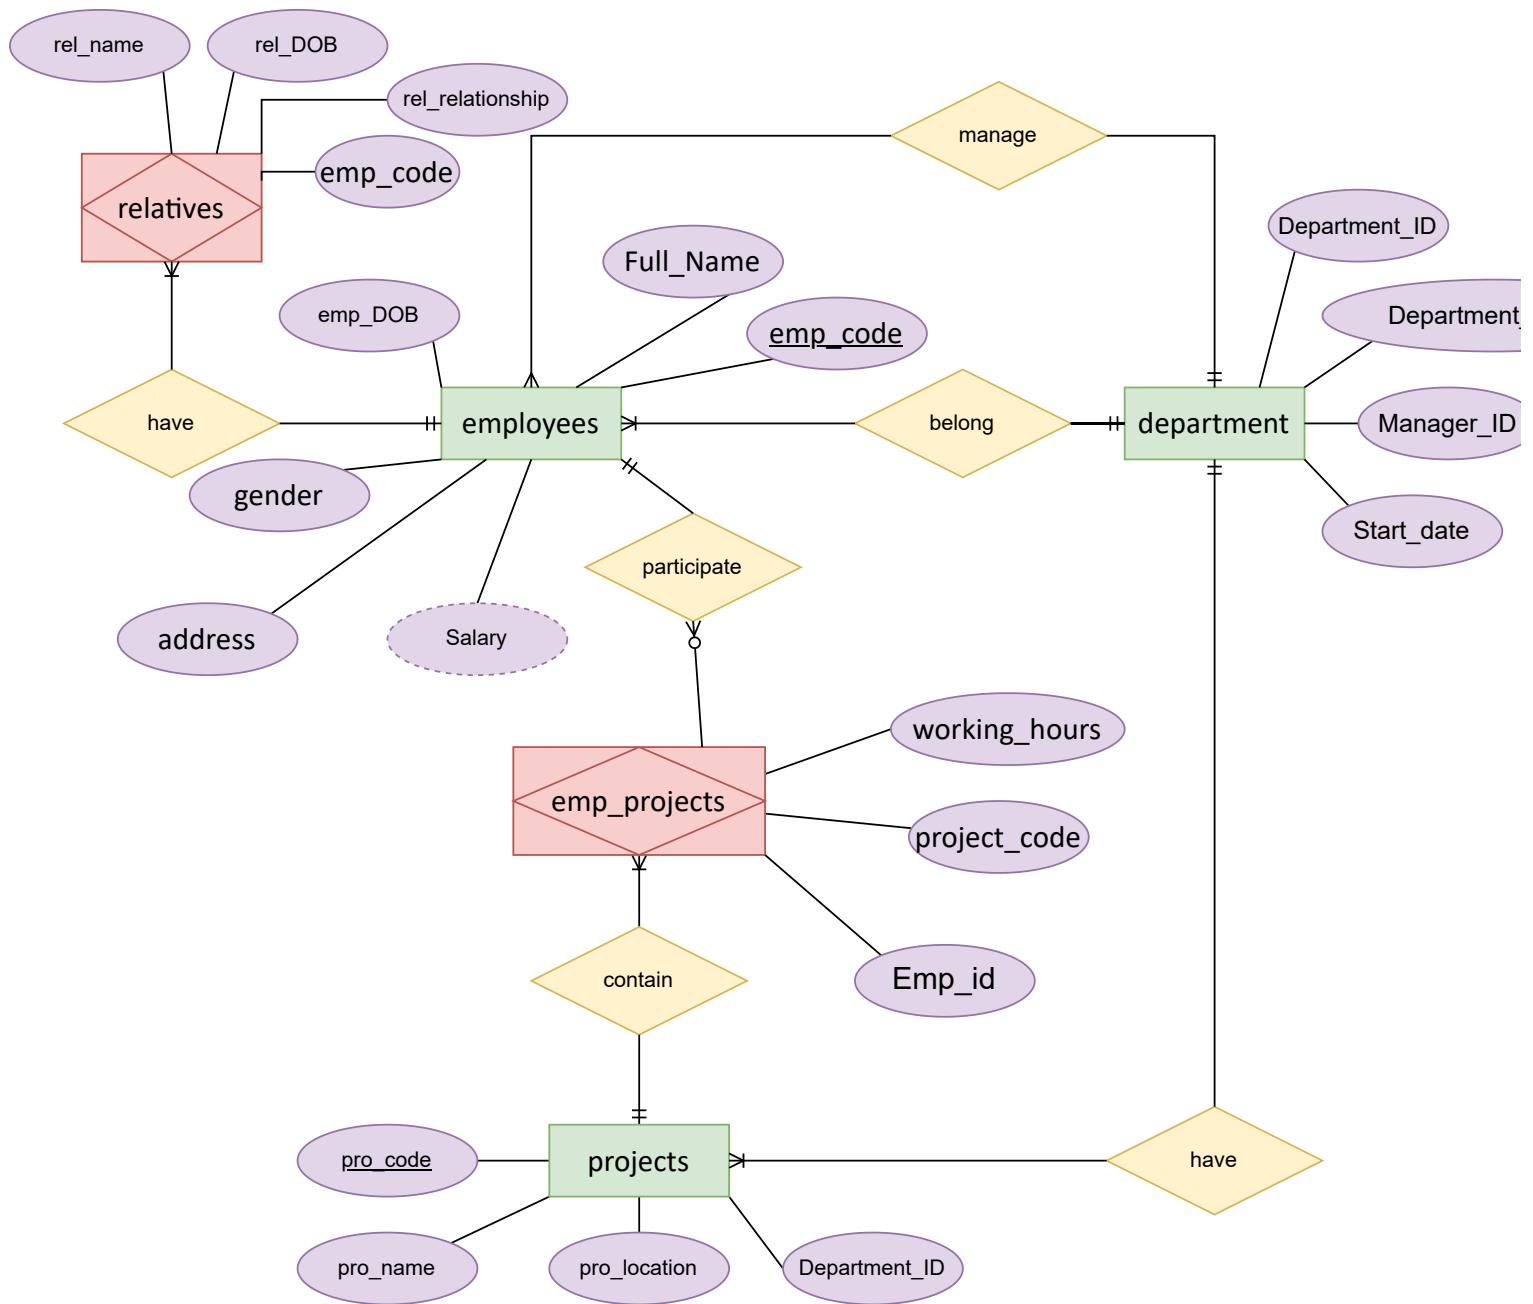 rel_name
rel_DOB
rel_relationship
manage
emp_code
relatives
Department_ID
Full_Name
emp_DOB
Department_
emp_code
have
employees
belong
department
Manager_ID
gender
Start_date
participate
address
Salary
working_hours
emp_projects
project_code
contain
Emp_id
pro_code
projects
have
pro_name
pro_location
Department_ID